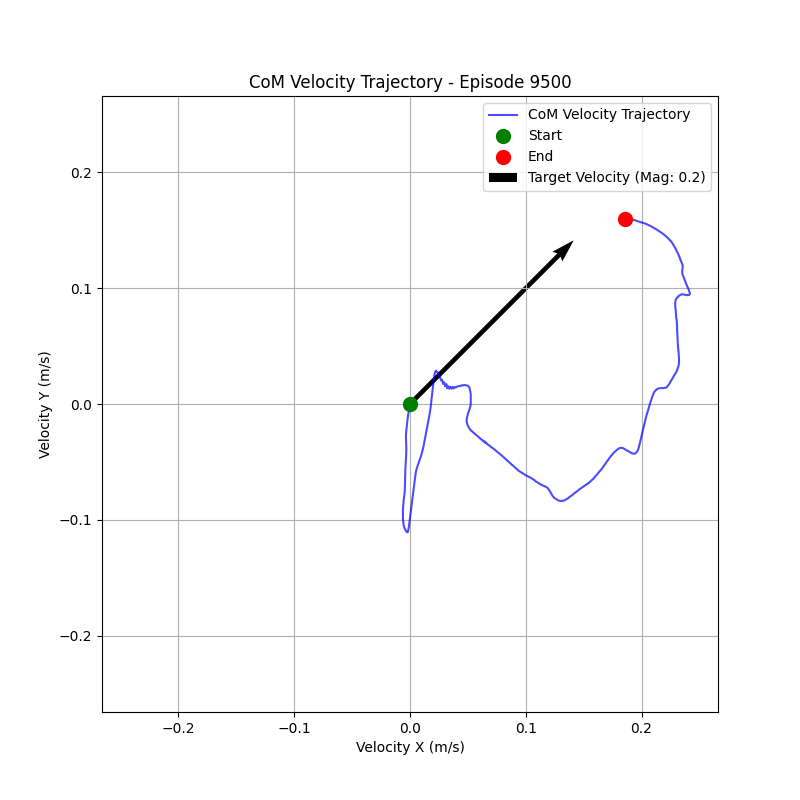 CoM Velocity Trajectory - Episode 9500
CoM Velocity Trajectory
Start
End
Target Velocity (Mag: 0.2)
0.2
0.1
0.0
−0.1
−0.2
Velocity Y (m/s)
−0.2
−0.1
0.0
0.1
0.2
Velocity X (m/s)